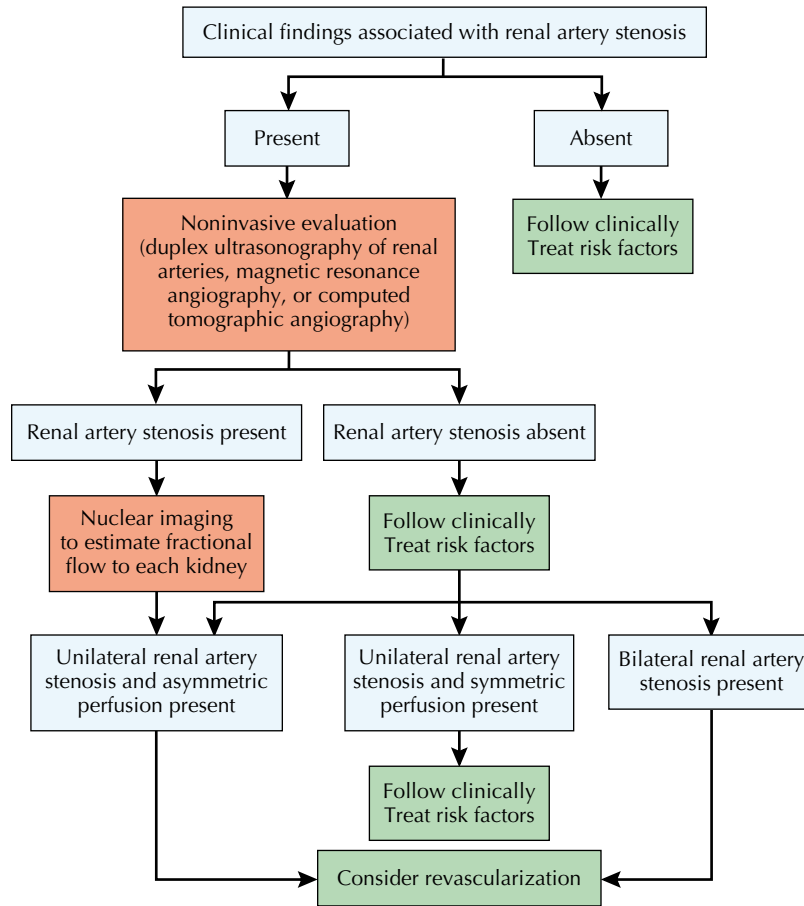 Clinical findings associated with renal artery stenosis
Present
Absent
Noninvasive evaluation
(duplex ultrasonography of renal
arteries, magnetic resonance
angiography, or computed
tomographic angiography)
Follow clinically
Treat risk factors
Renal artery stenosis present
Renal artery stenosis absent
Nuclear imaging
to estimate fractional
flow to each kidney
Follow clinically
Treat risk factors
Unilateral renal artery
stenosis and asymmetric
perfusion present
Unilateral renal artery
stenosis and symmetric
perfusion present
Bilateral renal artery
stenosis present
Follow clinically
Treat risk factors
Consider revascularization